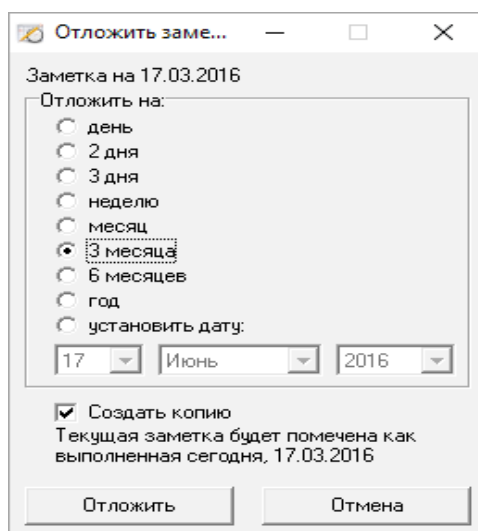 Отложить заме...
Заметка на 17.03.2016
Отложить на:
день
2 дня
3 дня
неделю
месяц
3 месяца
6 месяцев
год
установить дату:
17 Июнь 2016
Создать копию
Текущая заметка будет помечена как
выполненная сегодня, 17.03.2016
Отложить Отмена